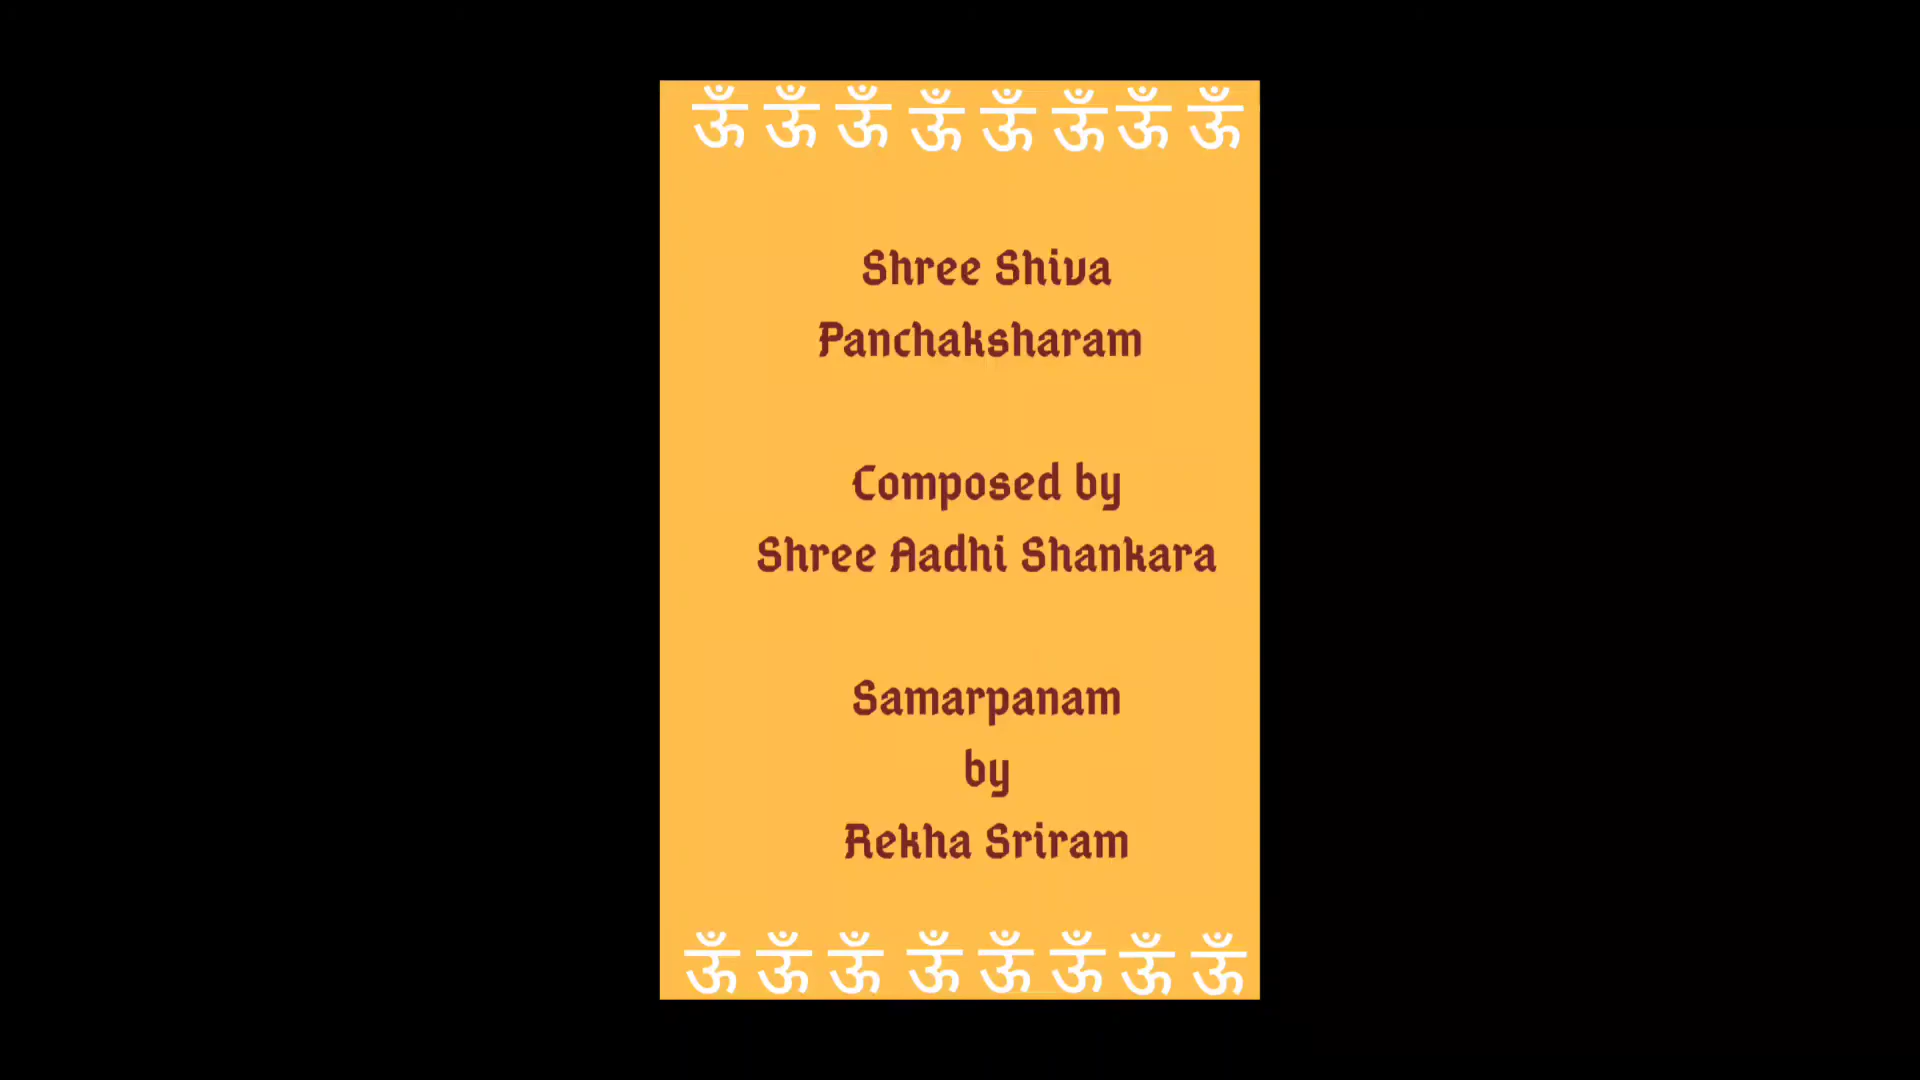 ॐ ॐ ॐ ॐ ॐ ॐ ॐ ॐ
Shree Shiva
Panchaksharam
Composed by
Shree Aadhi Shankara
Samarpanam
by
Rekha Sriram
ॐ ॐ ॐ ॐ ॐ ॐ ॐ ॐ